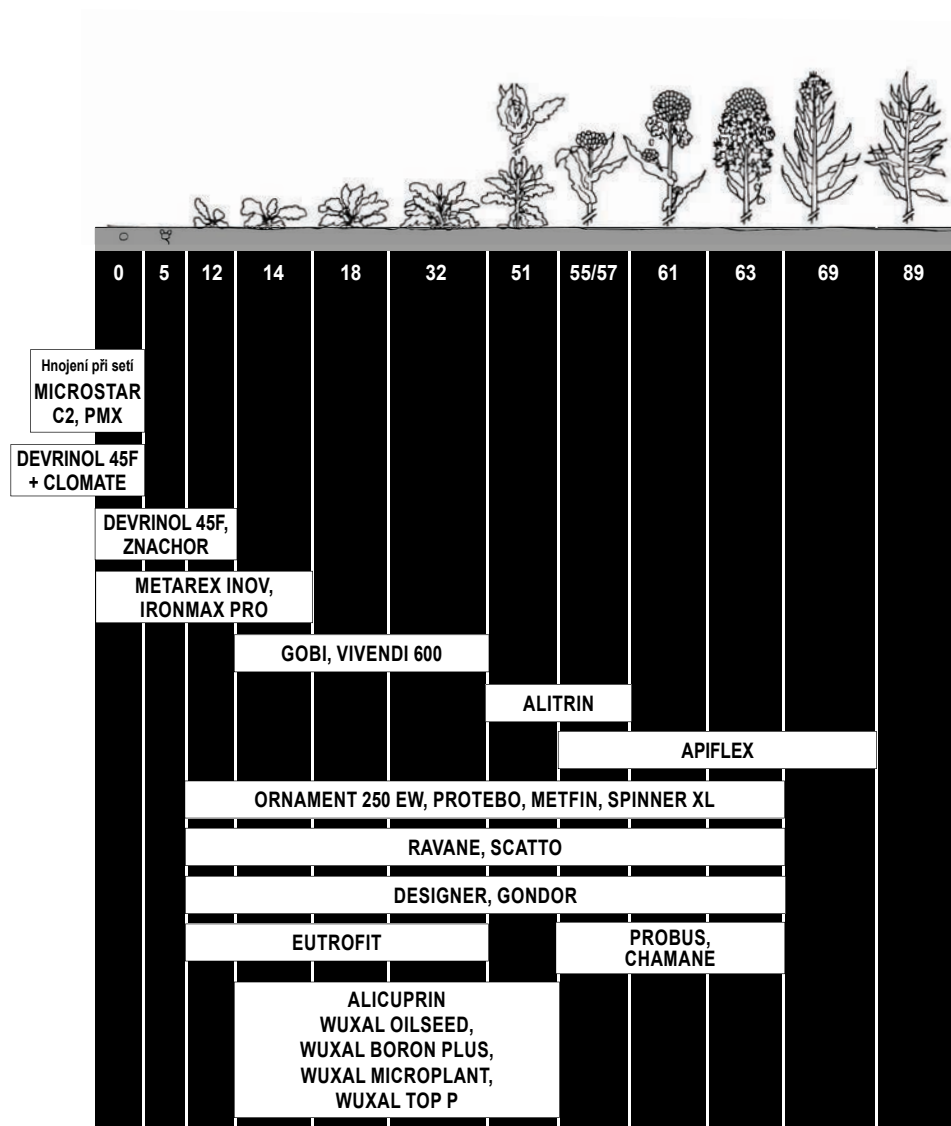 0 5 12 14 18 32 51 55/57 61 63 69 89
Hnojení při setí
MICROSTAR
C2, PMX
DEVRINOL 45F
+ CLOMATE
DEVRINOL 45F,
ZNACHOR
METAREX INOV,
IRONMAX PRO
GOBI, VIVENDI 600
ALITRIN
APIFLEX
ORNAMENT 250 EW, PROTEBO, METFIN, SPINNER XL
RAVANE, SCATTO
DESIGNER, GONDOR
EUTROFIT
PROBUS,
CHAMANE
ALICUPRIN
WUXAL OILSEED,
WUXAL BORON PLUS,
WUXAL MICROPLANT,
WUXAL TOP P